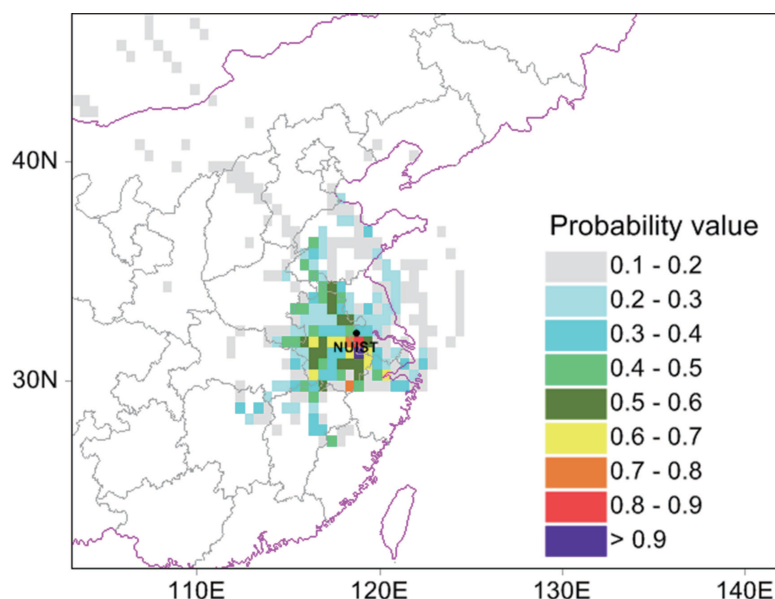 40N
30N
110E 120E 130E 140E
NUIST
Probability value
0.1 - 0.2
0.2 - 0.3
0.3 - 0.4
0.4 - 0.5
0.5 - 0.6
0.6 - 0.7
0.7 - 0.8
0.8 - 0.9
> 0.9